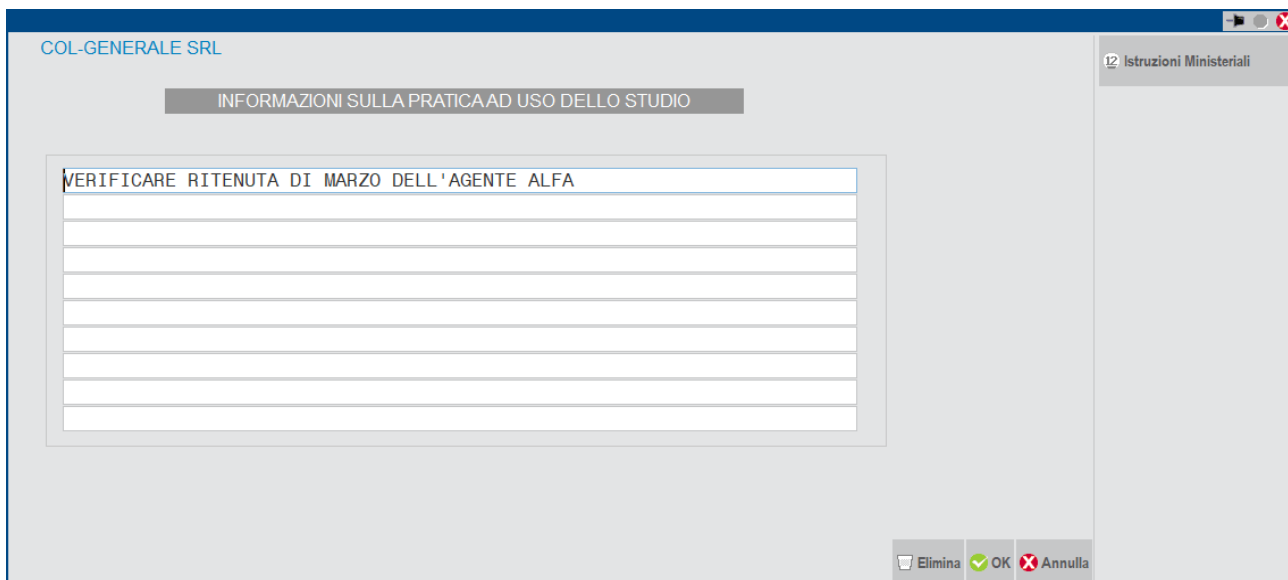 COL-GENERALE SRL
12 Istruzioni Ministeriali
INFORMAZIONI SULLA PRATICA AD USO DELLO STUDIO
VERIFICARE RITENUTA DI MARZO DELL'AGENTE ALFA
Elimina OK Annulla